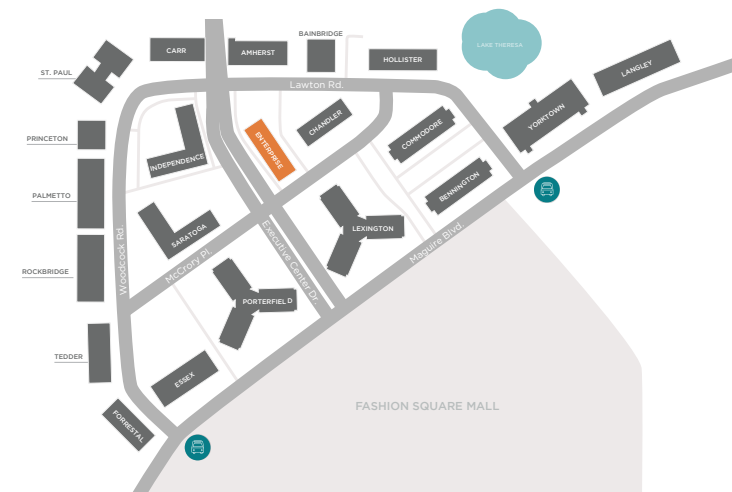 BAINBRIDGE
CARR
AMHERST
HOLLISTER
LAKE THERESA
LANGLEY
ST. PAUL
Lawton Rd.
YORKTOWN
CHANDLER
COMMODORE
PRINCETON
ENTERPRISE
INDEPENDENCE
BENNINGTON
PALMETTO
SARATOGA
LEXINGTON
Woodcock Rd.
McCrory Pl
Executive Center Dr.
Maguire Blvd.
ROCKBRIDGE
PORTERFIELD
TEDDER
ESSEX
FASHION SQUARE MALL
FORRESTAL